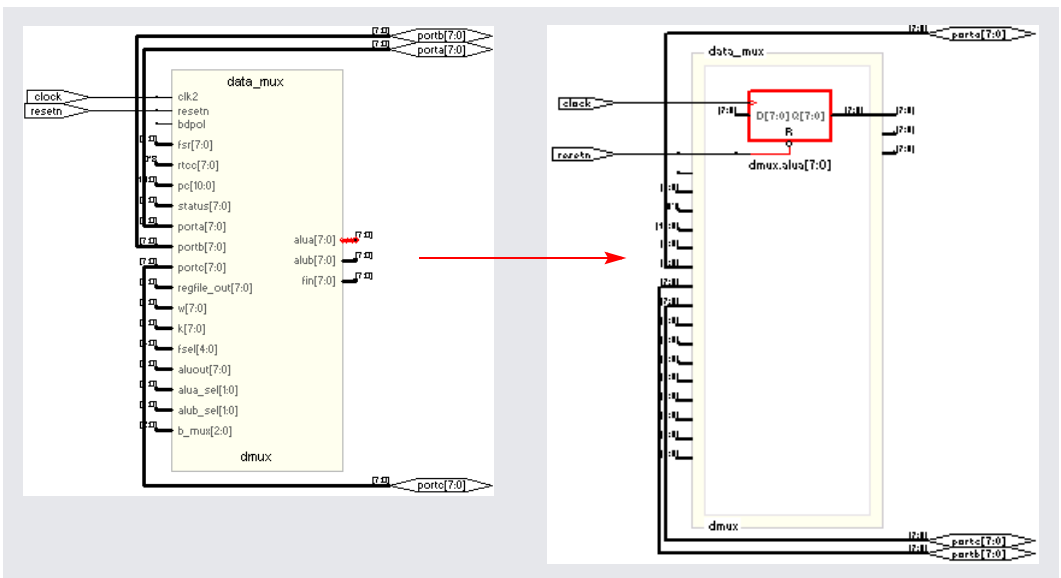 [7:0]
portb[7:0]
[7:0]
porta[7:0]
data_mux
clock
clk2
resetn
resetn
bdpol
fsr[7:0]
rtcc[7:0]
pc[10:0]
status[7:0]
porta[7:0]
[7:0]
portb[7:0]
alua[7:0]
[7:0]
[7:0]
portc[7:0]
alub[7:0]
[7:0]
regfile_out[7:0]
fin[7:0]
[7:0]
w[7:0]
k[7:0]
fsel[4:0]
aluout[7:0]
alua_sel[1:0]
alub_sel[1:0]
b_mux[2:0]
dmux
[7:0]
portc[7:0]
[7:0]
porta[7:0]
data_mux
clock
[7:0]
D[7:0] Q[7:0]
[7:0]
[7:0]
[7:0]
R
resetn
[7:0]
dmux.alua[7:0]
dmux
[7:0]
portc[7:0]
[7:0]
portb[7:0]